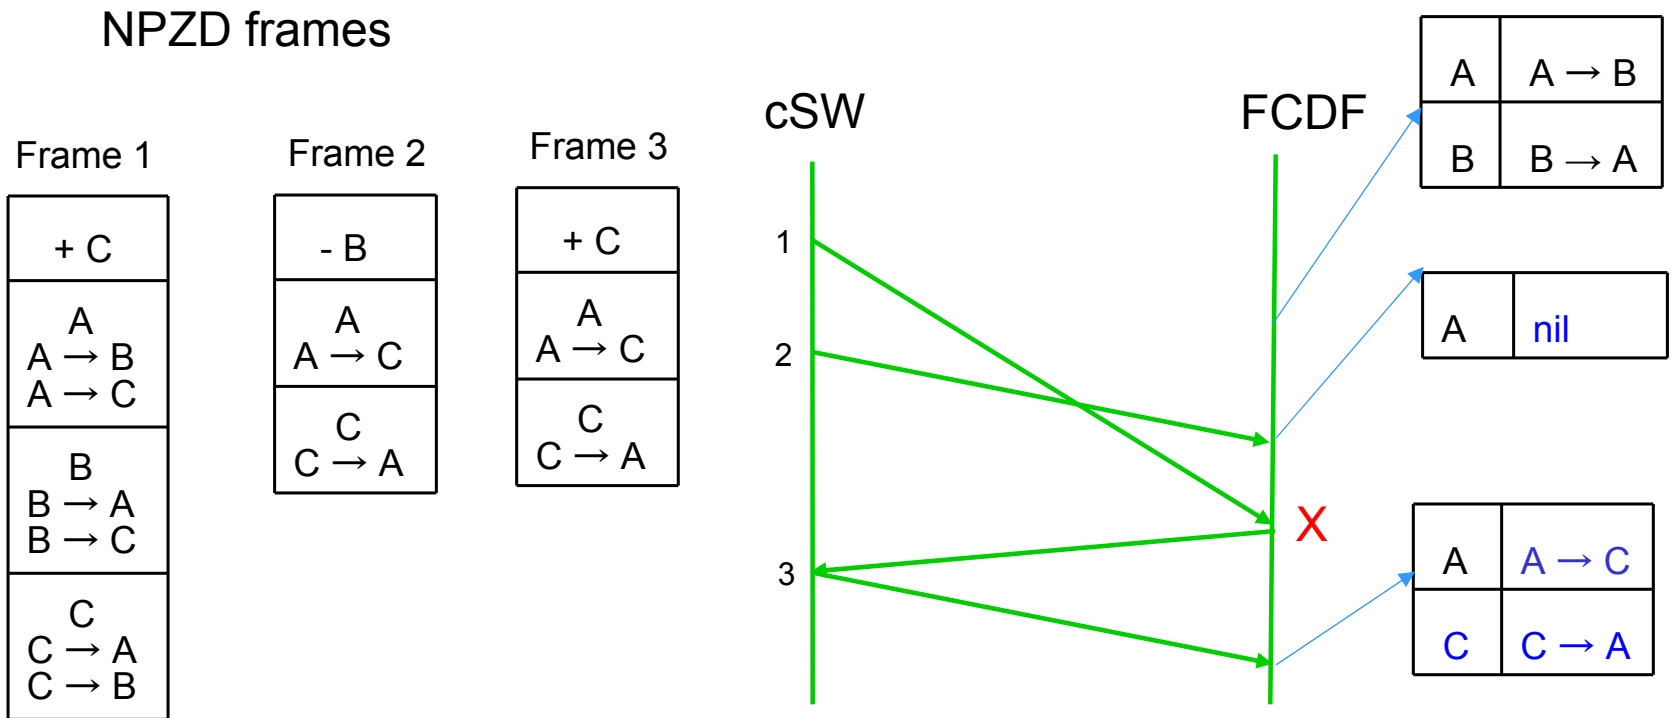 NPZD frames
Frame 1
+ C
A
A → B
A → C
B
B → A
B → C
C
C → A
C → B
Frame 2
- B
A
A → C
C
C → A
Frame 3
+ C
A
A → C
C
C → A
cSW
FCDF
1
2
3
X
A A → B
B B → A
A nil
A A → C
C C → A